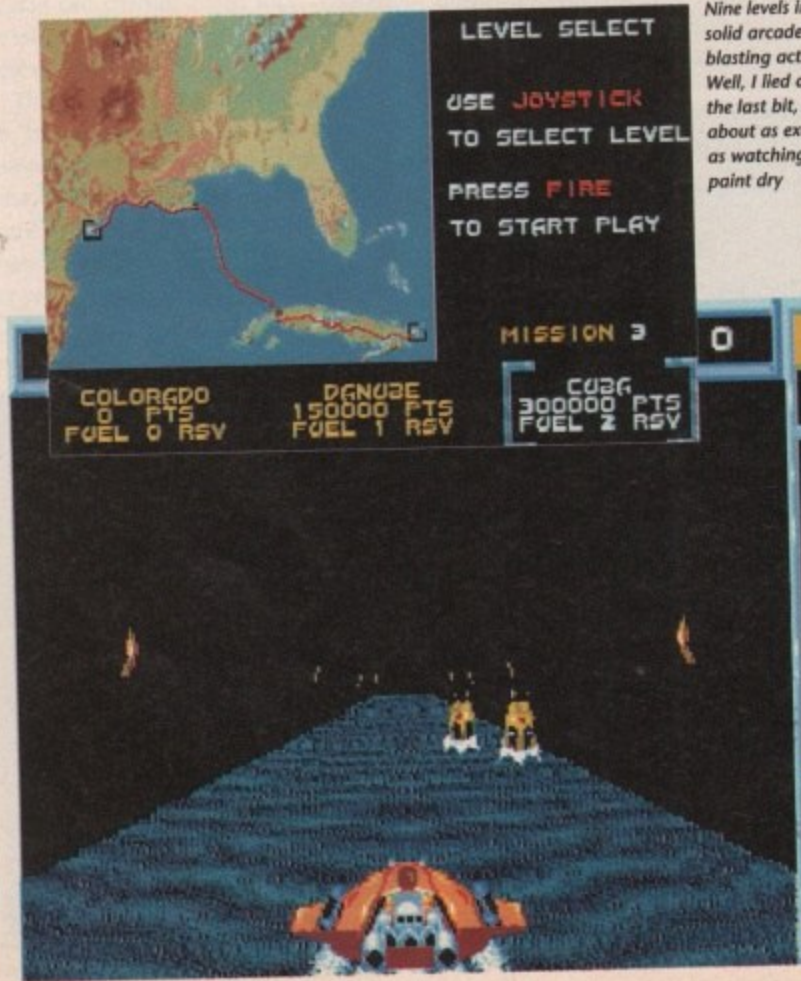 LEVEL SELECT
USE JOYSTICK
TO SELECT LEVEL
PRESS FIRE
TO START PLAY
MISSION 3
COLORADO
0 PTS
FUEL 0 RSV
DANUBE
150000 PTS
FUEL 1 RSV
CUBA
300000 PTS
FUEL 2 RSV
0
Nine levels
solid arcade
blasting
Well, I lied
the last bit,
about as
as watching
paint dry